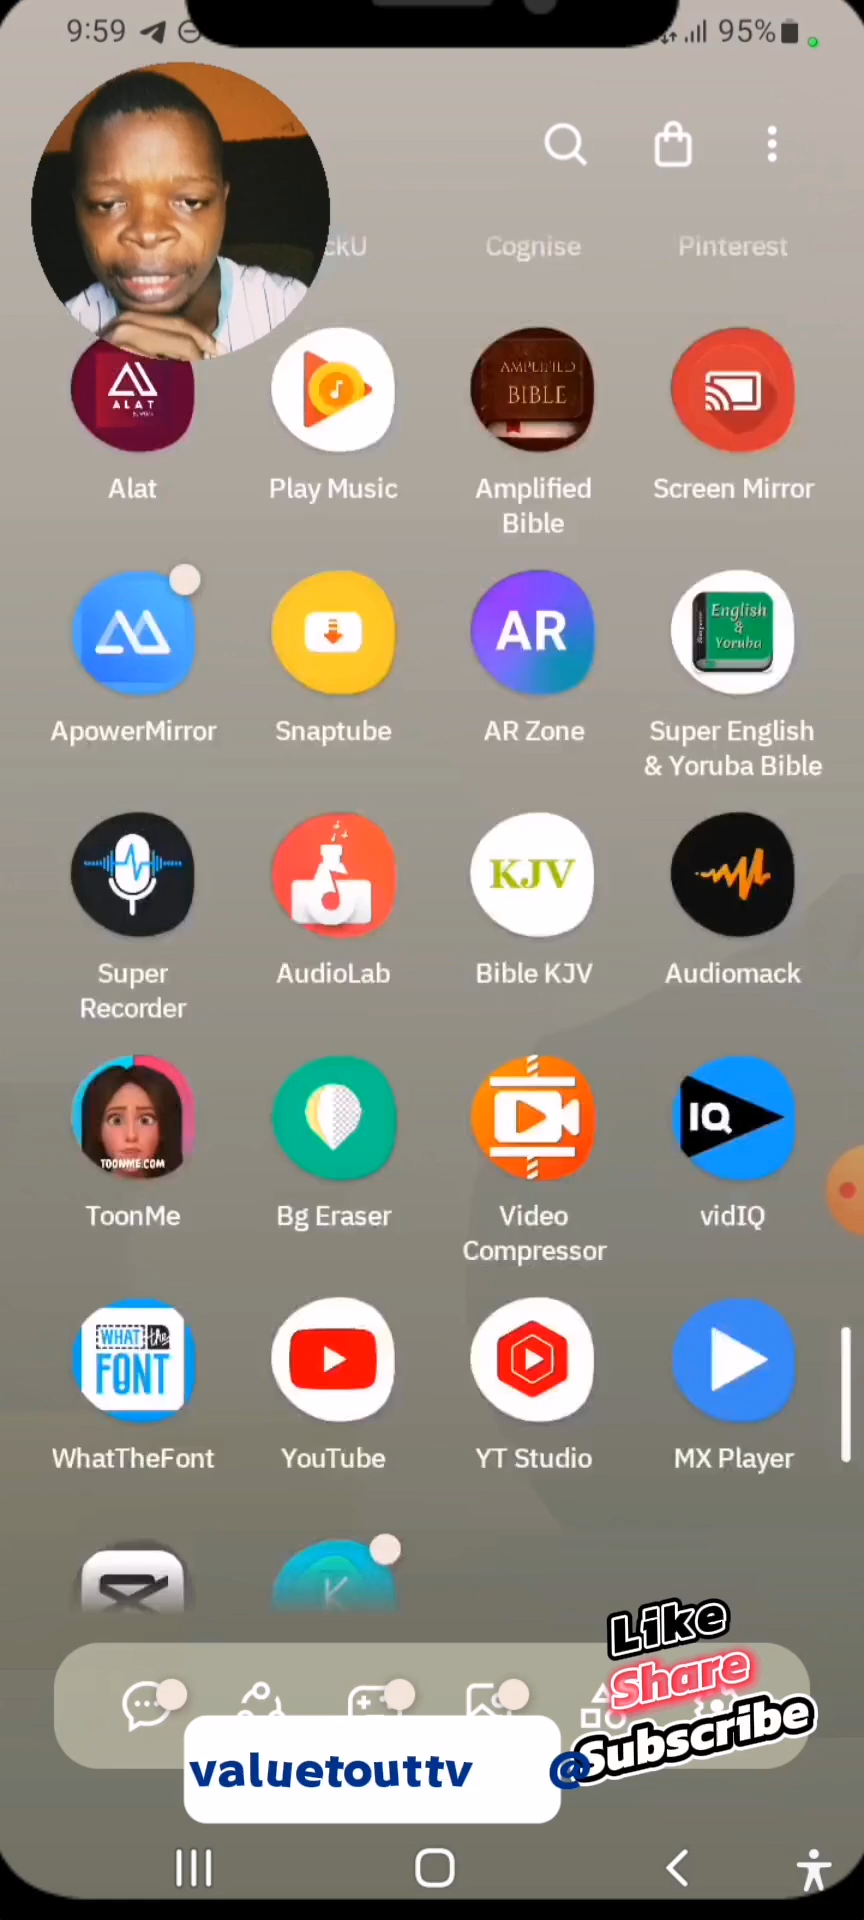 9:59
95%
ckU
Cognise
Pinterest
ALAT
AMPLIFIED
BIBLE
Alat
Play Music
Amplified
Bible
Screen Mirror
AR
English
&
Yoruba
ApowerMirror
Snaptube
AR Zone
Super English
& Yoruba Bible
KJV
Super
Recorder
AudioLab
Bible KJV
Audiomack
TOONME.COM
IQ
ToonMe
Bg Eraser
Video
Compressor
vidIQ
WHAT the
FONT
WhatTheFont
YouTube
YT Studio
MX Player
K
Like
Share
Subscribe
valuetouttv @